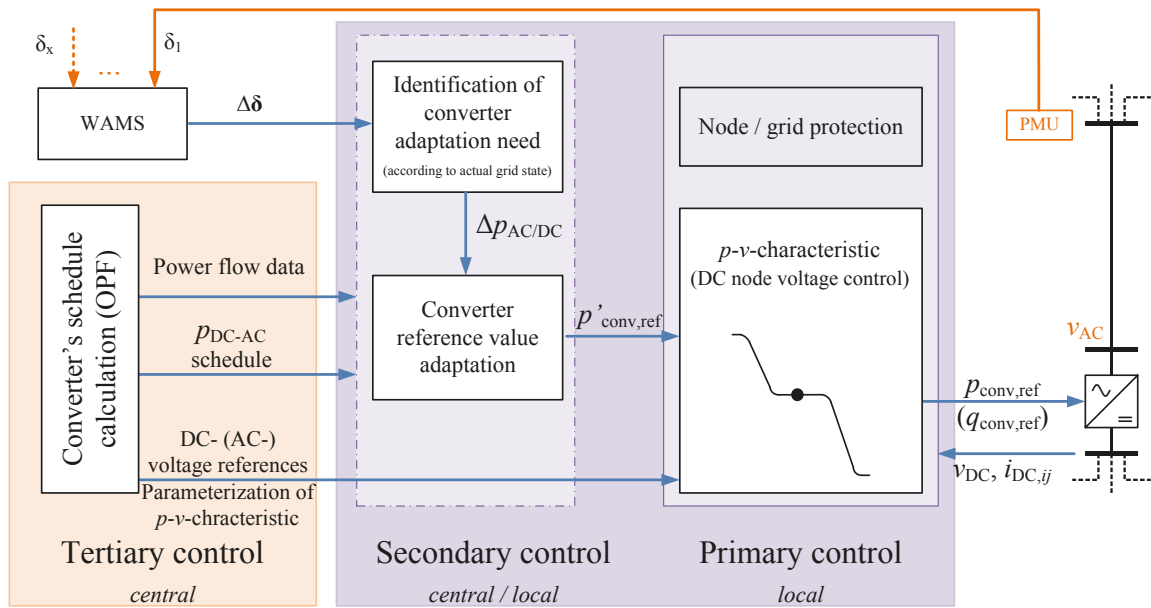 δx
δ1
...
WAMS
Δδ
Identification of
converter
adaptation need
(according to actual grid state)
Node / grid protection
PMU
Converter's schedule
calculation (OPF)
Power flow data
pDC-AC
schedule
DC- (AC-)
voltage references
Parameterization of
p-v-chracteristic
ΔpAC/DC
Converter
reference value
adaptation
p’conv,ref
p-v-characteristic
(DC node voltage control)
vAC
pconv,ref
(qconv,ref)
vDC, iDC,ij
Tertiary control
central
Secondary control
central / local
Primary control
local